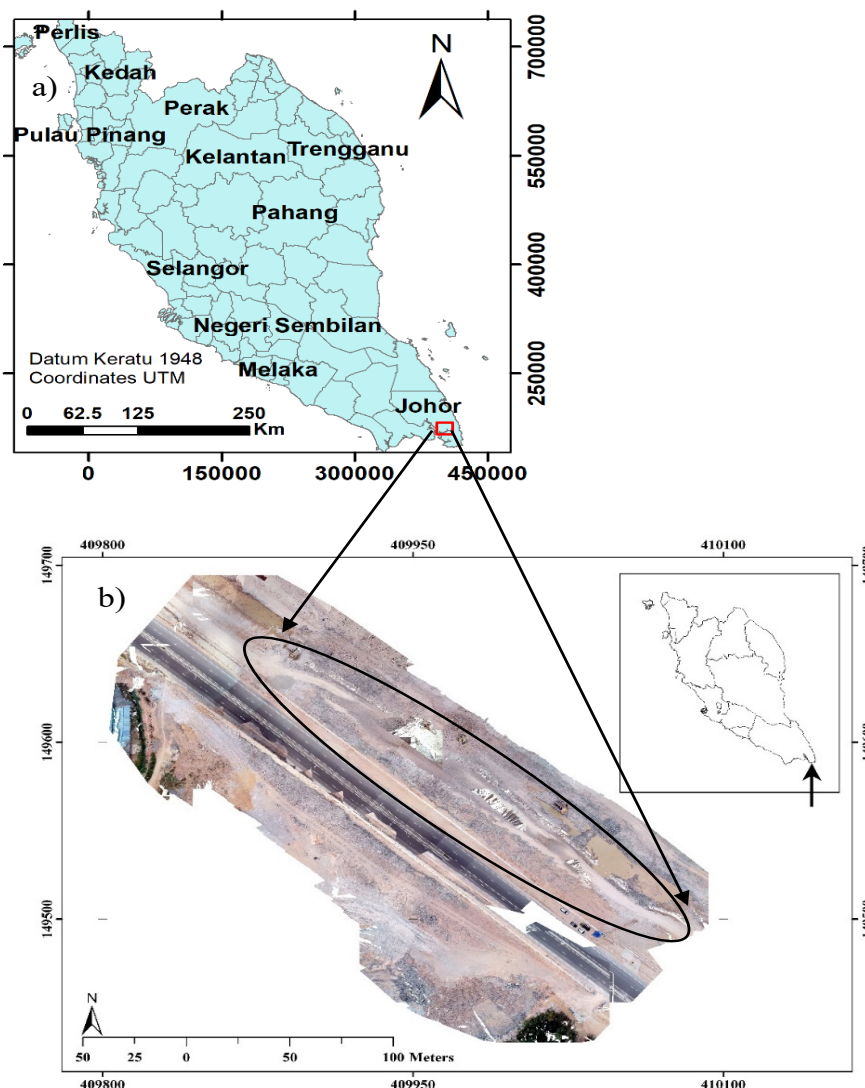 Perlis
Kedah
a)
Perak
Pulau Pinang
Kelantan
Trengganu
Pahang
Selangor
Negeri Sembilan
Melaka
Johor
N
Datum Keratu 1948
Coordinates UTM
0 62.5 125 250
Km
700000
550000
400000
250000
0 150000 300000 450000
409800 409950 410100
b)
149700
149600
149500
N
50 25 0 50 100 Meters
409800 409950 410100